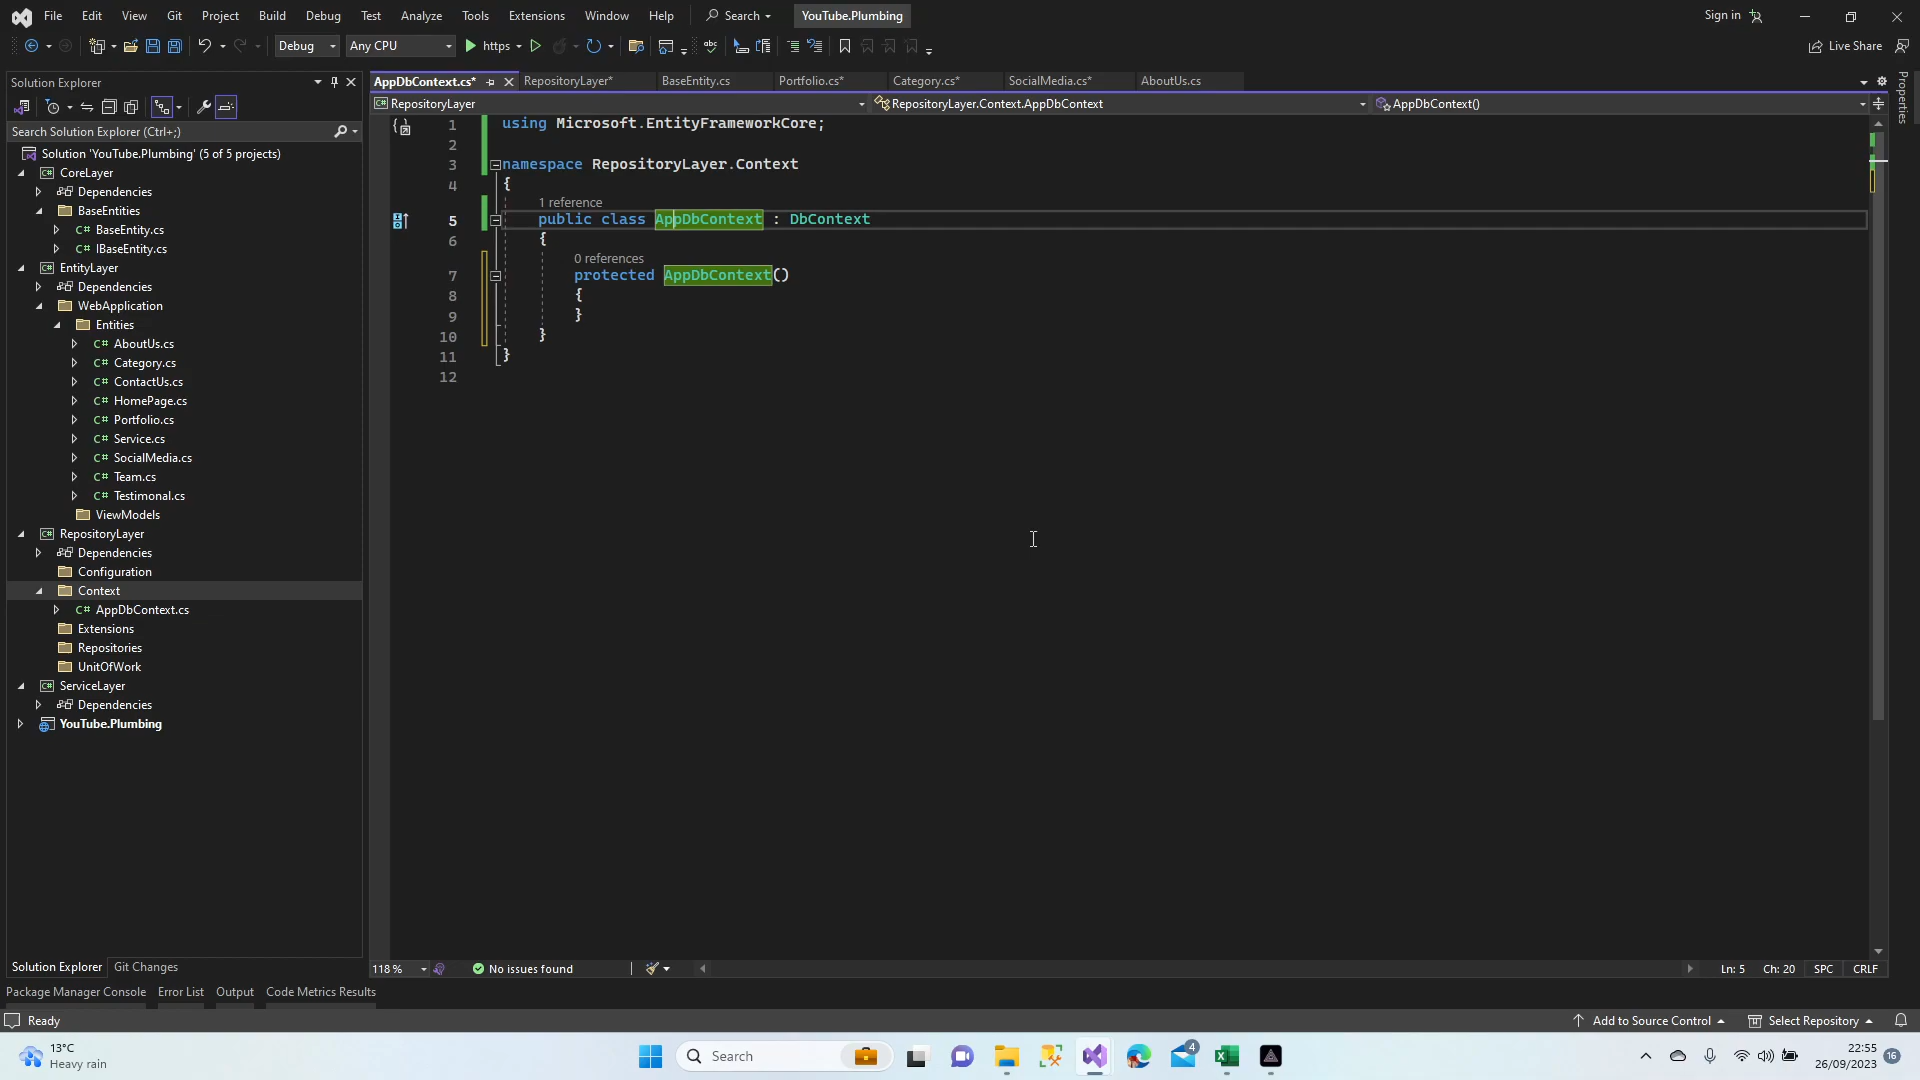 File Edit View Git Project Build Debug Test Analyze Tools Extensions Window Help Search YouTube.Plumbing Sign in
Debug Any CPU https Live Share
Solution Explorer
Search Solution Explorer (Ctrl+;)
Solution 'YouTube.Plumbing' (5 of 5 projects)
CoreLayer
Dependencies
BaseEntities
C# BaseEntity.cs
C# IBaseEntity.cs
EntityLayer
Dependencies
WebApplication
Entities
C# AboutUs.cs
C# Category.cs
C# ContactUs.cs
C# HomePage.cs
C# Portfolio.cs
C# Service.cs
C# SocialMedia.cs
C# Team.cs
C# Testimonal.cs
ViewModels
RepositoryLayer
Dependencies
Configuration
Context
C# AppDbContext.cs
Extensions
Repositories
UnitOfWork
ServiceLayer
Dependencies
YouTube.Plumbing
Solution Explorer Git Changes
AppDbContext.cs* RepositoryLayer* BaseEntity.cs Portfolio.cs* Category.cs* SocialMedia.cs* AboutUs.cs
RepositoryLayer RepositoryLayer.Context.AppDbContext AppDbContext()
Properties
1 using Microsoft.EntityFrameworkCore;
2
3 namespace RepositoryLayer.Context
4 {
1 reference
5 public class AppDbContext : DbContext
6 {
0 references
7 protected AppDbContext()
8 {
9 }
10 }
11 }
12
118 % No issues found Ln: 5 Ch: 20 SPC CRLF
Package Manager Console Error List Output Code Metrics Results
Ready Add to Source Control Select Repository
13°C
Heavy rain
Search
4
22:55
26/09/2023
16